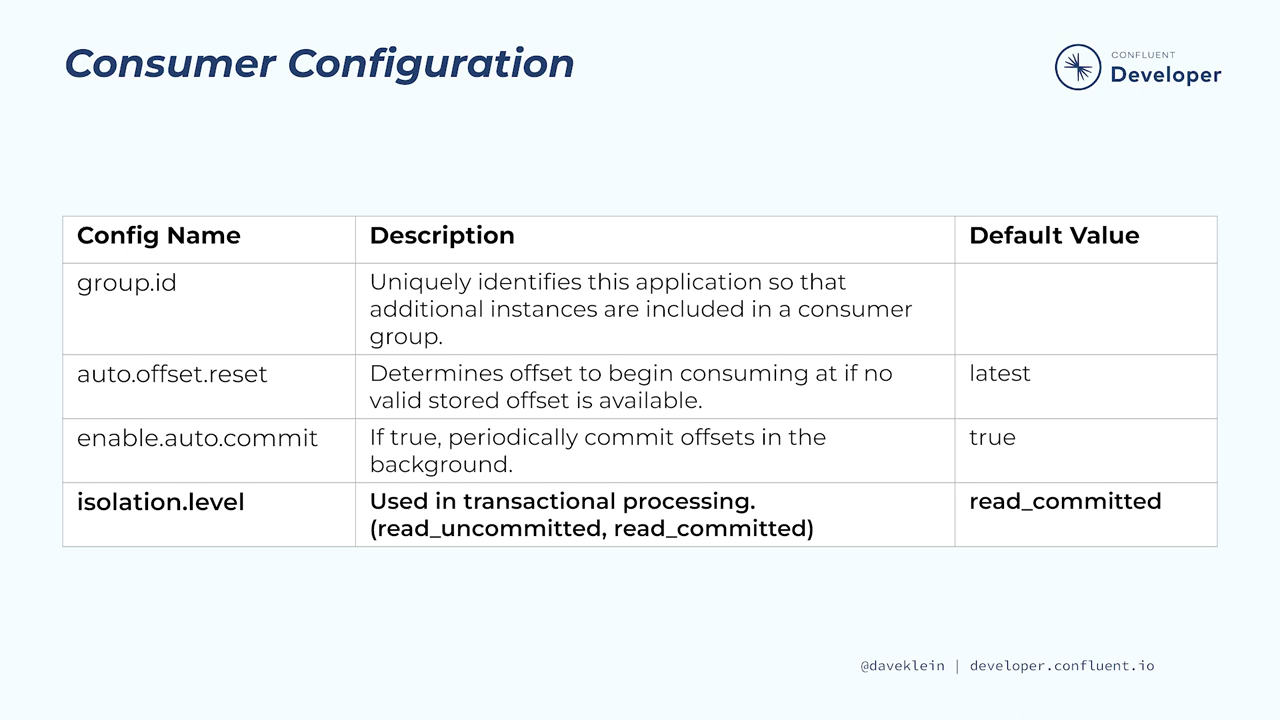 Consumer Configuration
CONFLUENT
Developer
Config Name
Description
Default Value
group.id
Uniquely identifies this application so that
additional instances are included in a consumer
group.
auto.offset.reset
Determines offset to begin consuming at if no
valid stored offset is available.
latest
enable.auto.commit
If true, periodically commit offsets in the
background.
true
isolation.level
Used in transactional processing.
(read_uncommitted, read_committed)
read_committed
@daveklein | developer.confluent.io